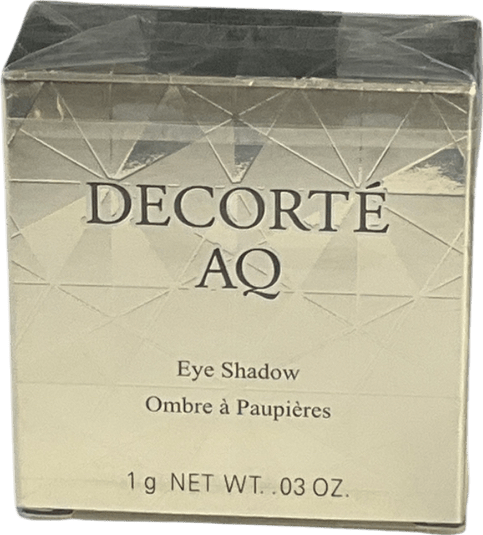 DECORTÉ
AQ
Eye Shadow
Ombre à Paupières
1 g NET WT. .03 OZ.